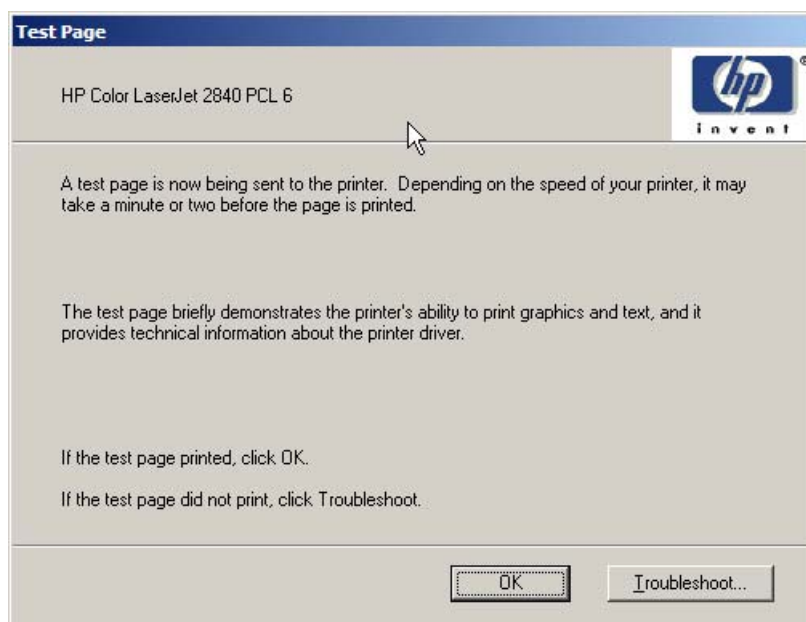 Test Page
HP Color LaserJet 2840 PCL 6
hp
®
invent
A test page is now being sent to the printer. Depending on the speed of your printer, it may
take a minute or two before the page is printed.
The test page briefly demonstrates the printer's ability to print graphics and text, and it
provides technical information about the printer driver.
If the test page printed, click OK.
If the test page did not print, click Troubleshoot.
OK
Troubleshoot...